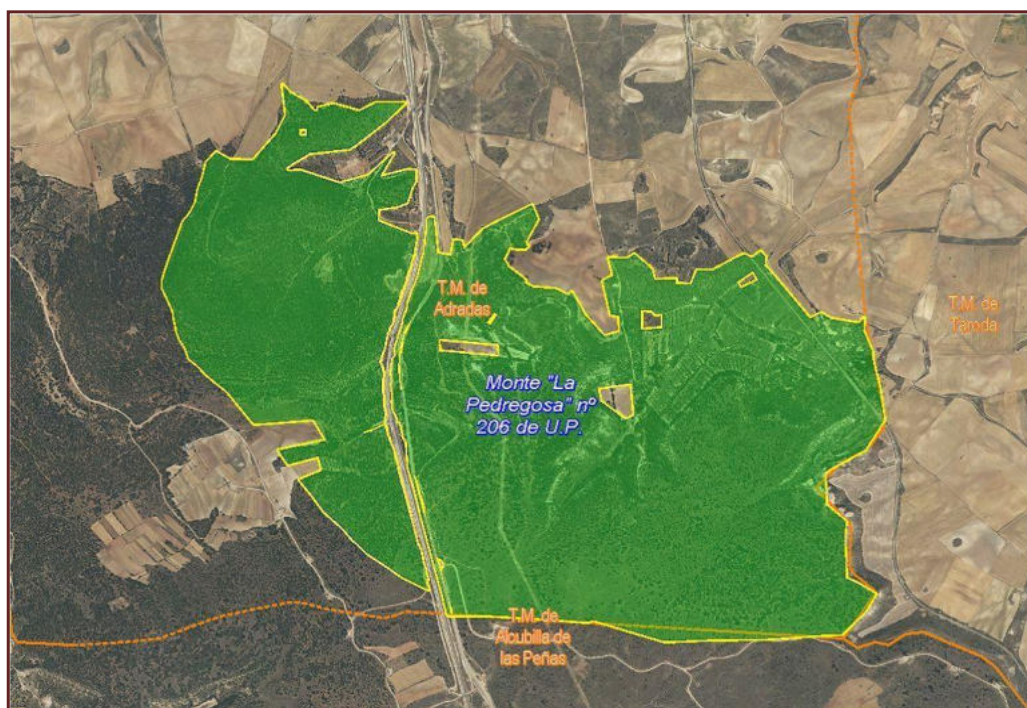 T.M. de
Adradas
T.M. de
Taroda
Monte "La
Pedregosa" nº
206 de U.P.
T.M. de
Alcubilla de
las Peñas